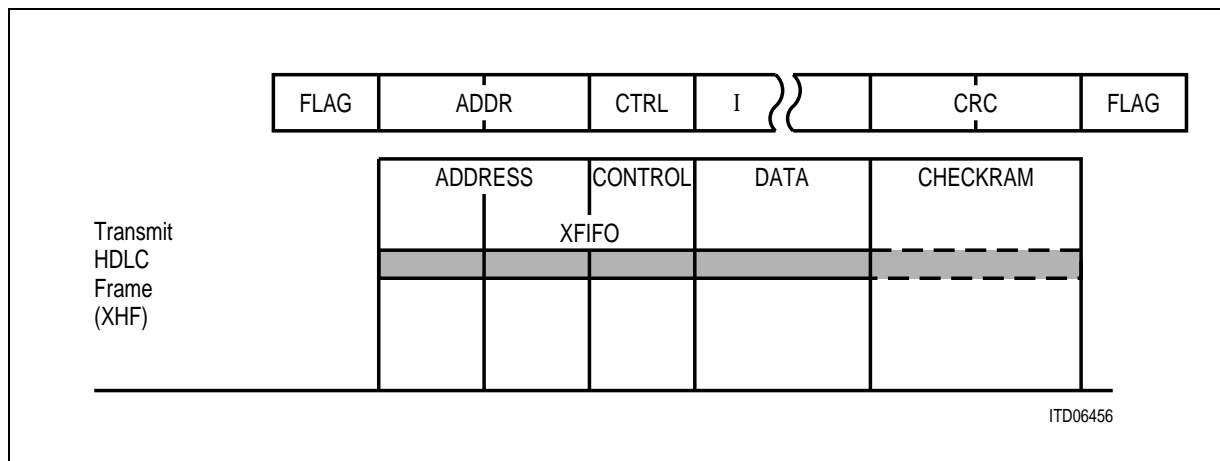 FLAG ADDR CTRL I CRC FLAG
ADDRESS CONTROL DATA CHECKRAM
XFIFO
Transmit
HDLC
Frame
(XHF)
ITD06456